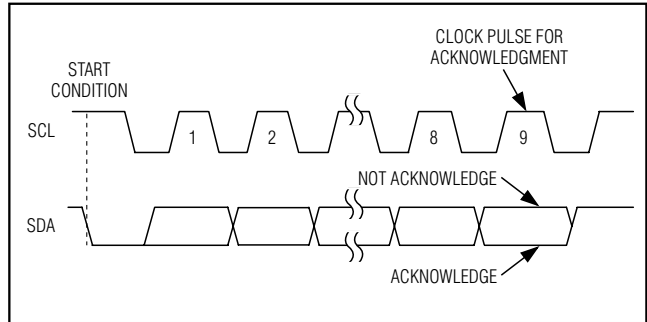 CLOCK PULSE FOR
ACKNOWLEDGMENT
START
CONDITION
SCL
1
2
8
9
NOT ACKNOWLEDGE
SDA
ACKNOWLEDGE